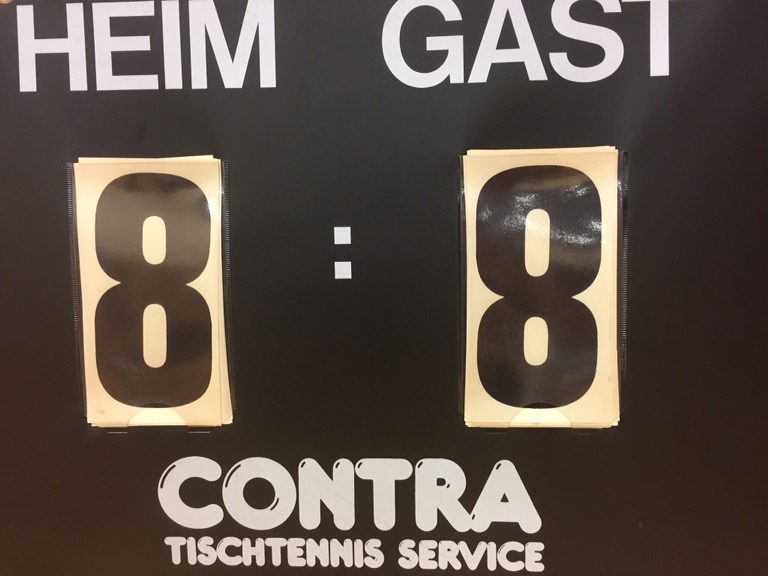 HEIM GAST
8 : 8
CONTRA
TISCHTENNIS SERVICE